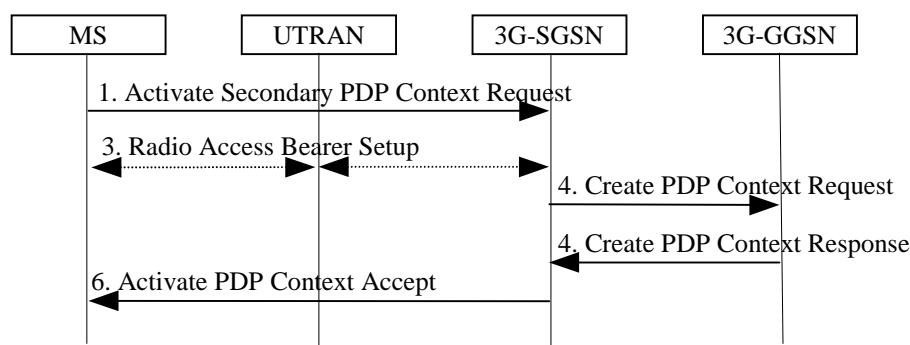 MS
UTRAN
3G-SGSN
3G-GGSN
1. Activate Secondary PDP Context Request
3. Radio Access Bearer Setup
4. Create PDP Context Request
4. Create PDP Context Response
6. Activate PDP Context Accept